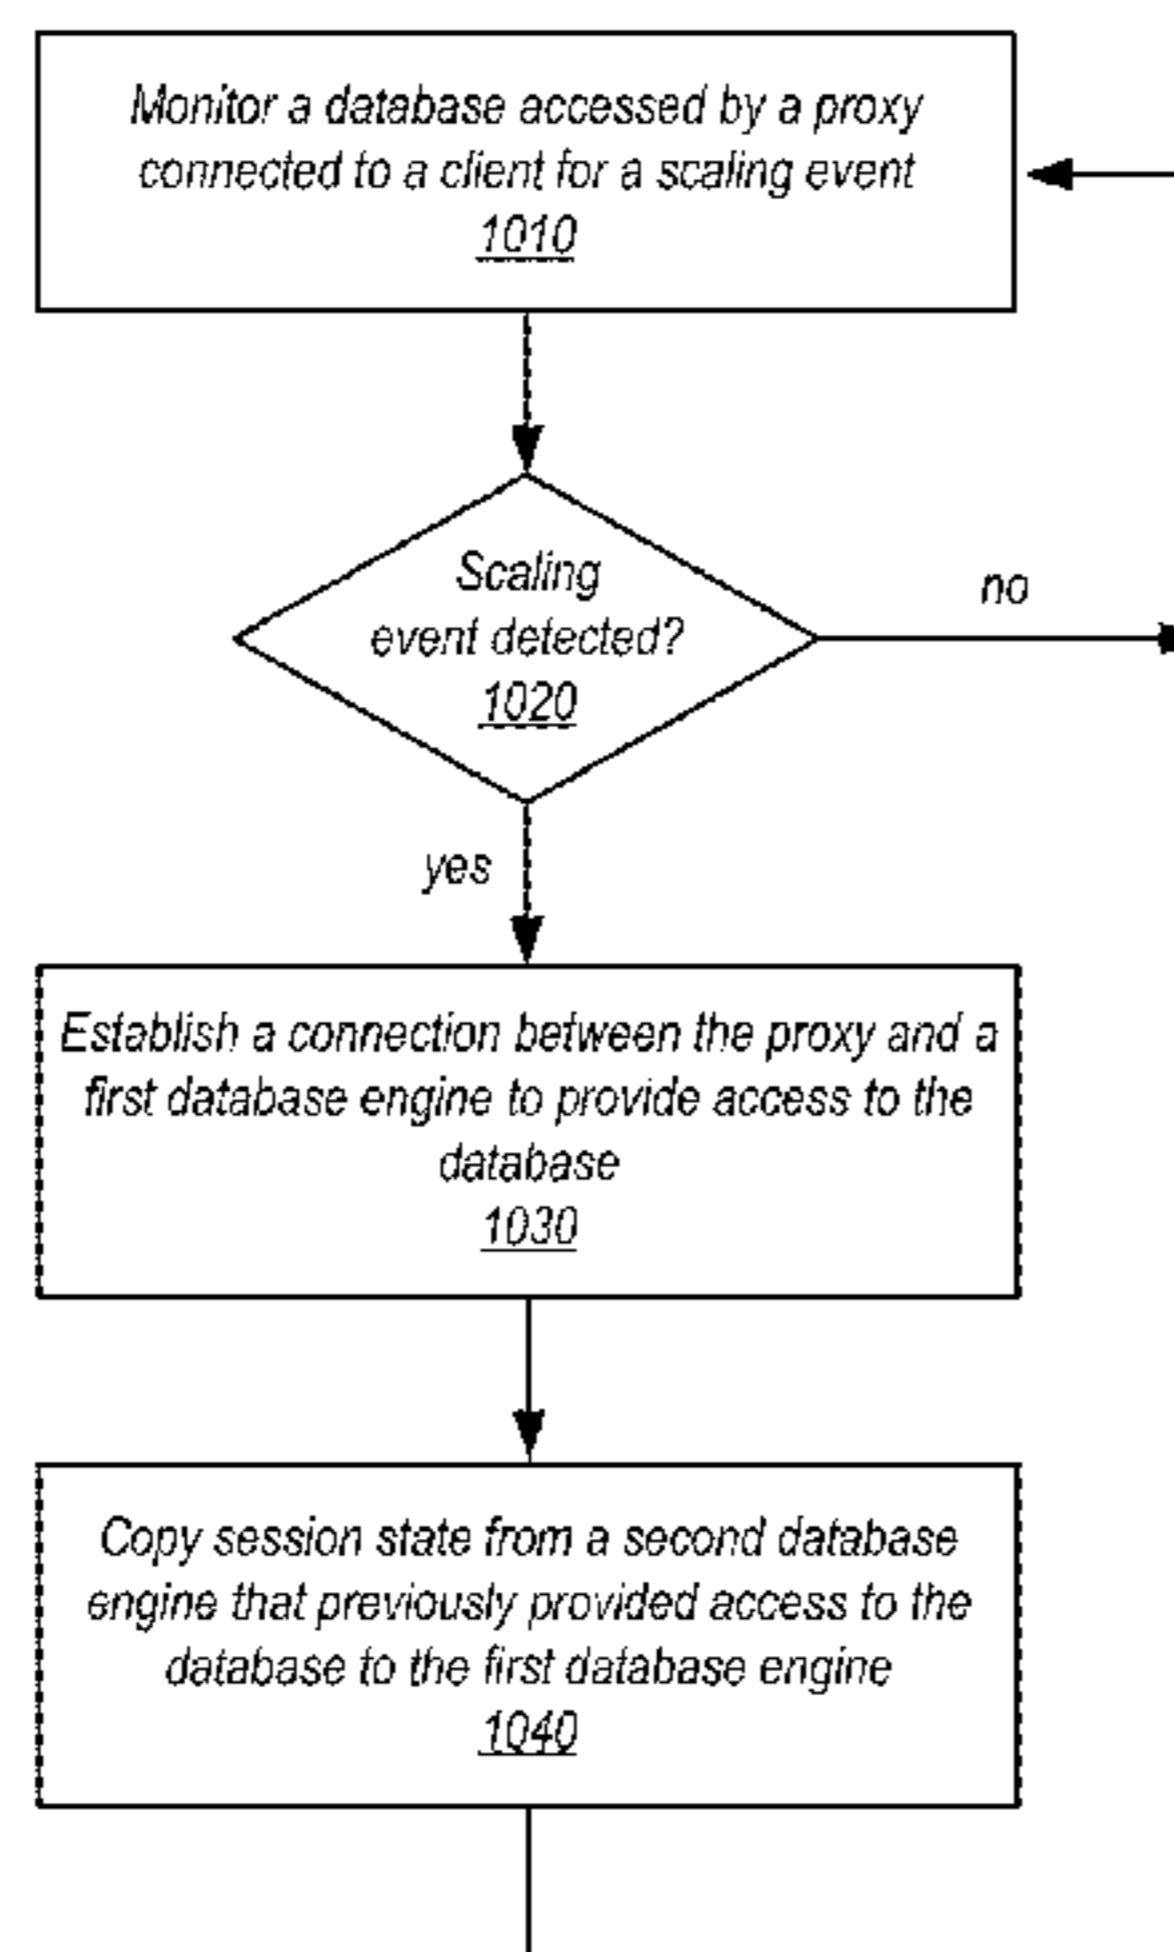 Monitor a database accessed by a proxy
connected to a client for a scaling event
1010
Scaling
event detected?
1020
no
yes
Establish a connection between the proxy and a
first database engine to provide access to the
database
1030
Copy session state from a second database
engine that previously provided access to the
database to the first database engine
1040